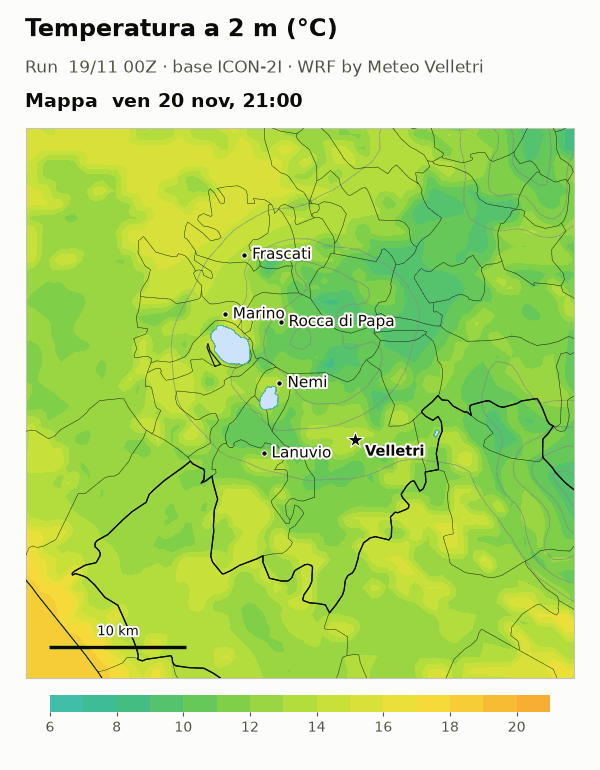 Temperatura a 2 m (°C)
Run  19/11 00Z · base ICON-2I · WRF by Meteo Velletri
Mappa  ven 20 nov, 21:00
Frascati
Marino
Rocca di Papa
Nemi
Velletri
Lanuvio
10 km
6 8 10 12 14 16 18 20